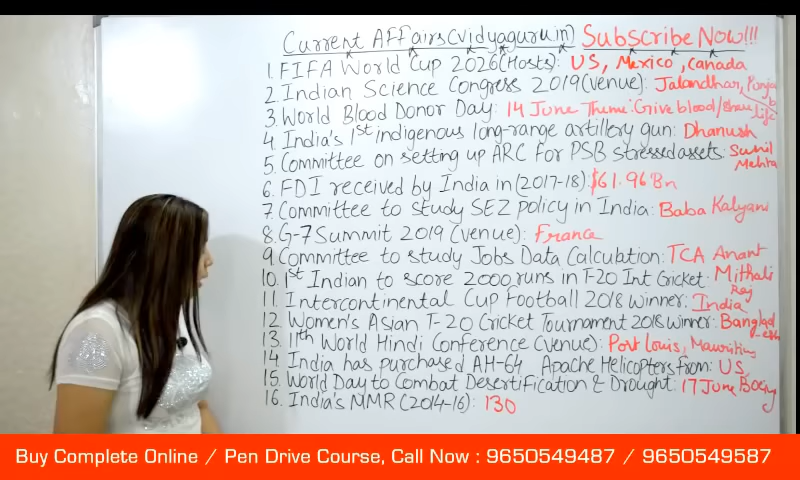 Current Affairs(vidyaguru.in) Subscribe Now!!!
1. FIFA World Cup 2026(Hosts): US, Mexico, Canada
2. Indian Science Congress 2019(venue): Jalandhar, Punjab
3. World Blood Donor Day: 14 June Theme: Give blood/share life
4. India's 1st indigenous long-range artillery gun: Dhanush
5. Committee on setting up ARC for PSB stressed assets: Sunil Mehta
6. FDI received by India in(2017-18): $61.96 Bn
7. Committee to study SEZ policy in India: Baba Kalyani
8. G-7 Summit 2019 (venue): France
9. Committee to study Jobs Data Calculation: TCA Anant
10. 1st Indian to score 2000 runs in T-20 Int Cricket: Mithali Raj
11. Intercontinental Cup Football 2018 Winner: India
12. Women's Asian T-20 Cricket Tournament 2018 Winner: Bangladesh
13. 11th World Hindi Conference (venue): Port Louis, Mauritius
14. India has purchased AH-64 Apache Helicopters from: US, Boeing
15. World Day to Combat Desertification & Drought: 17 June
16. India's MMR (2014-16): 130
Buy Complete Online / Pen Drive Course, Call Now : 9650549487 / 9650549587